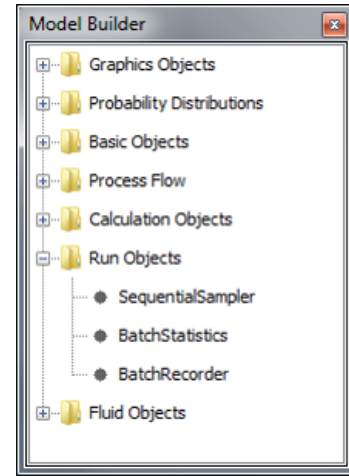 Model Builder
Graphics Objects
Probability Distributions
Basic Objects
Process Flow
Calculation Objects
Run Objects
SequentialSampler
BatchStatistics
BatchRecorder
Fluid Objects